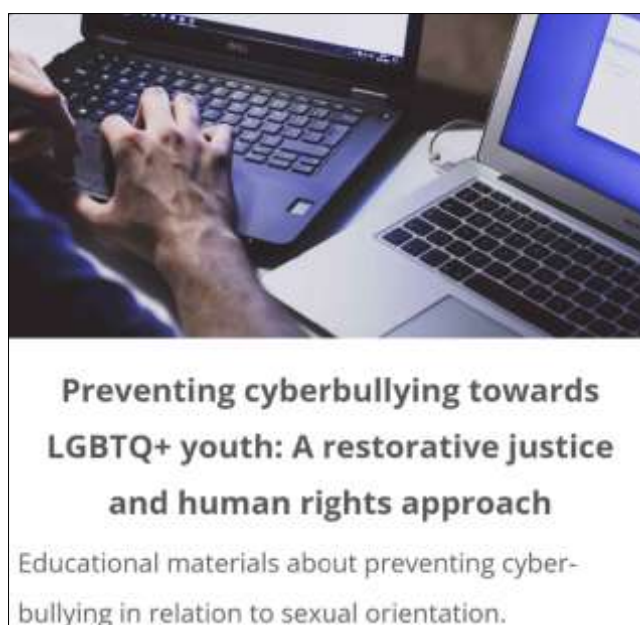 Preventing cyberbullying towards
LGBTQ+ youth: A restorative justice
and human rights approach
Educational materials about preventing cyber-
bullying in relation to sexual orientation.